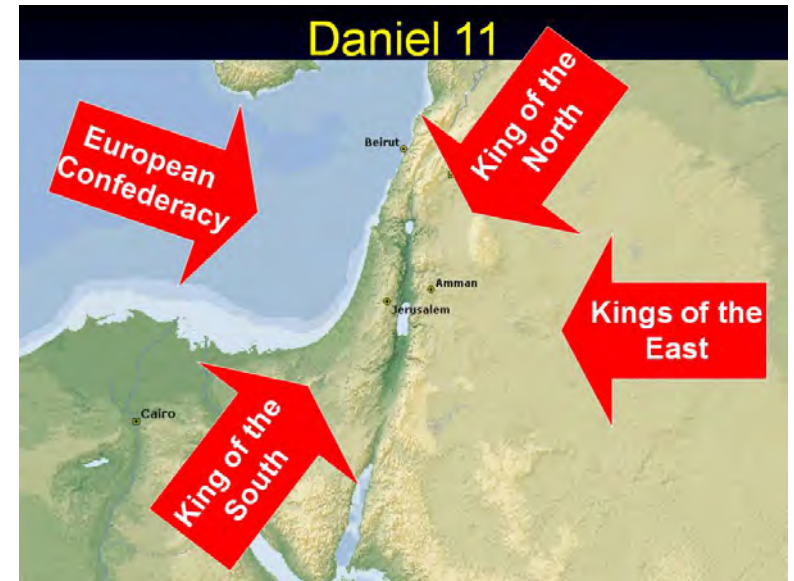 Daniel 11
European
Confederacy
King of the
North
Beirut
Amman
Jerusalem
Kings of the
East
Cairo
King of the
South